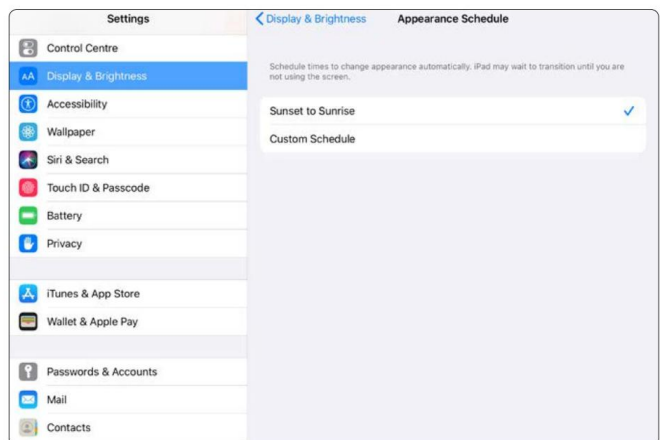 Settings
Control Centre
Display & Brightness
Accessibility
Wallpaper
Siri & Search
Touch ID & Passcode
Battery
Privacy
iTunes & App Store
Wallet & Apple Pay
Passwords & Accounts
Mail
Contacts
Display & Brightness
Appearance Schedule
Schedule times to change appearance automatically. iPad may wait to transition until you are
not using the screen.
Sunset to Sunrise
Custom Schedule